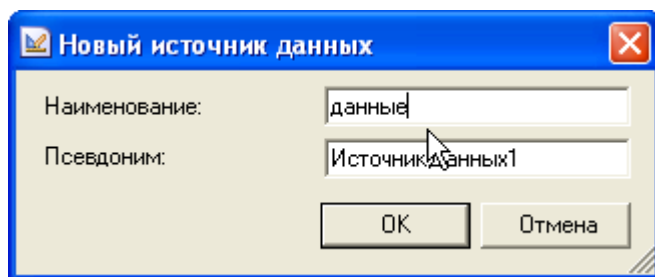 Новый источник данных
Наименование: данные
Псевдоним: ИсточникДанных1
OK Отмена